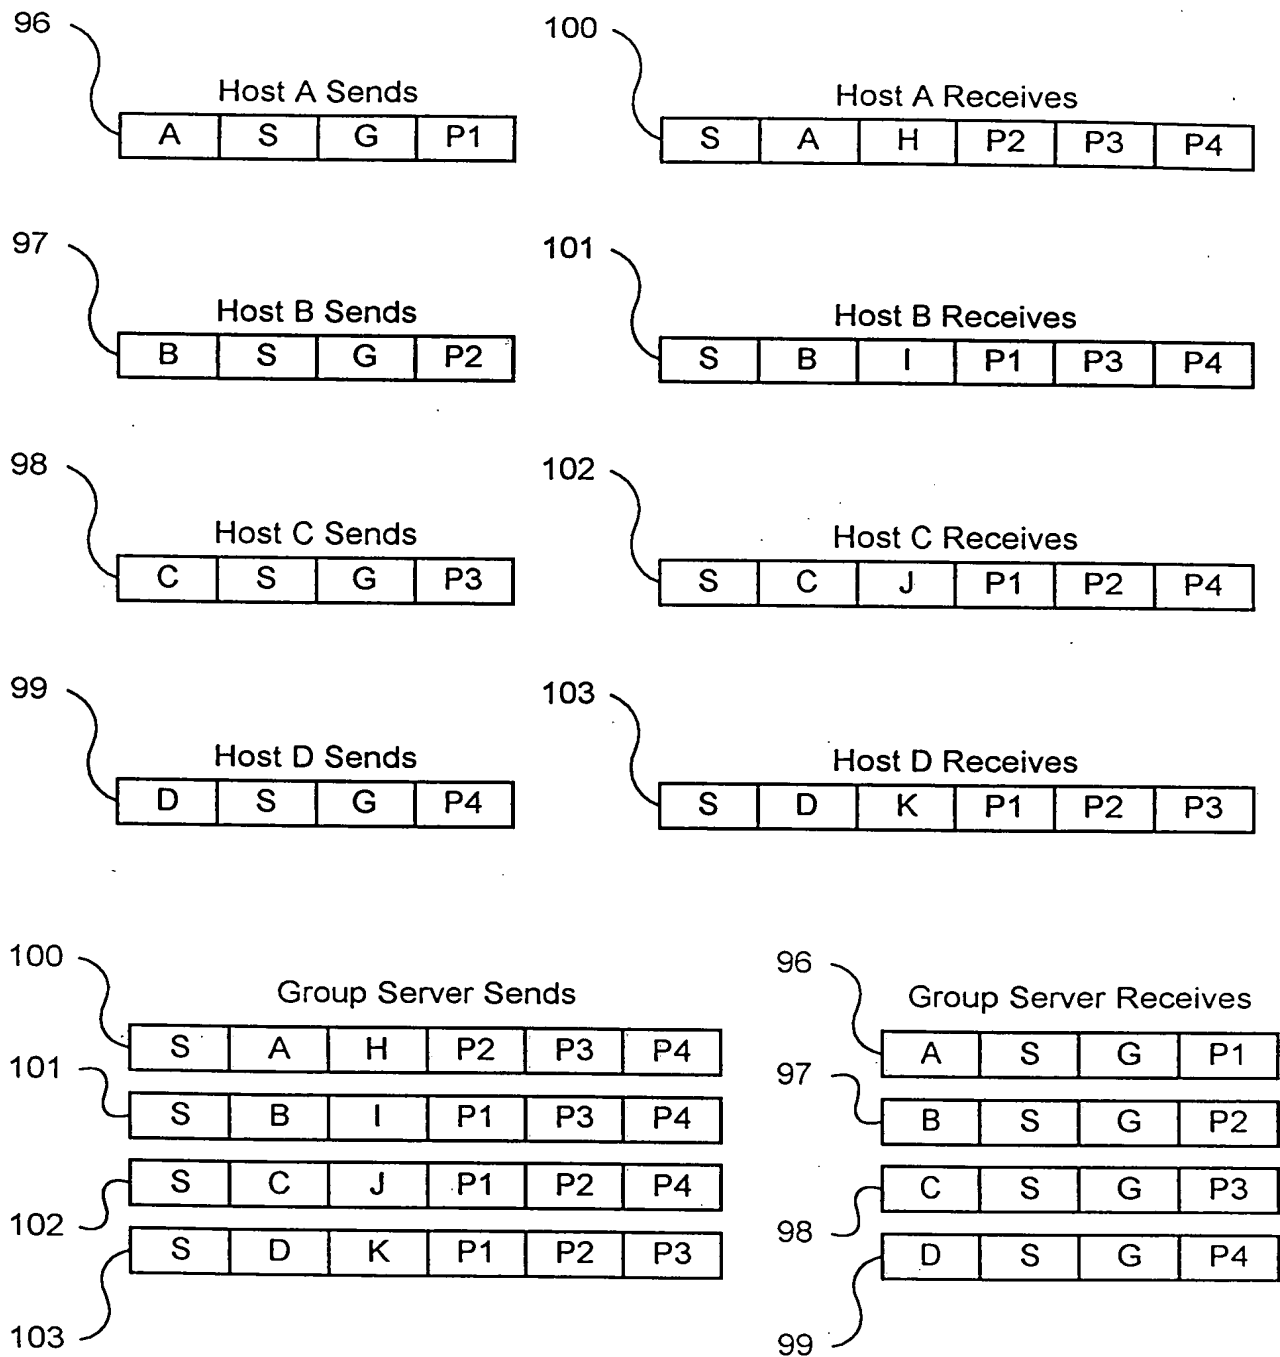 96
Host A Sends
A S G P1
100
Host A Receives
S A H P2 P3 P4
97
Host B Sends
B S G P2
101
Host B Receives
S B I P1 P3 P4
98
Host C Sends
C S G P3
102
Host C Receives
S C J P1 P2 P4
99
Host D Sends
D S G P4
103
Host D Receives
S D K P1 P2 P3
Group Server Sends
100
S A H P2 P3 P4
101
S B I P1 P3 P4
102
S C J P1 P2 P4
103
S D K P1 P2 P3
Group Server Receives
96
A S G P1
97
B S G P2
98
C S G P3
99
D S G P4